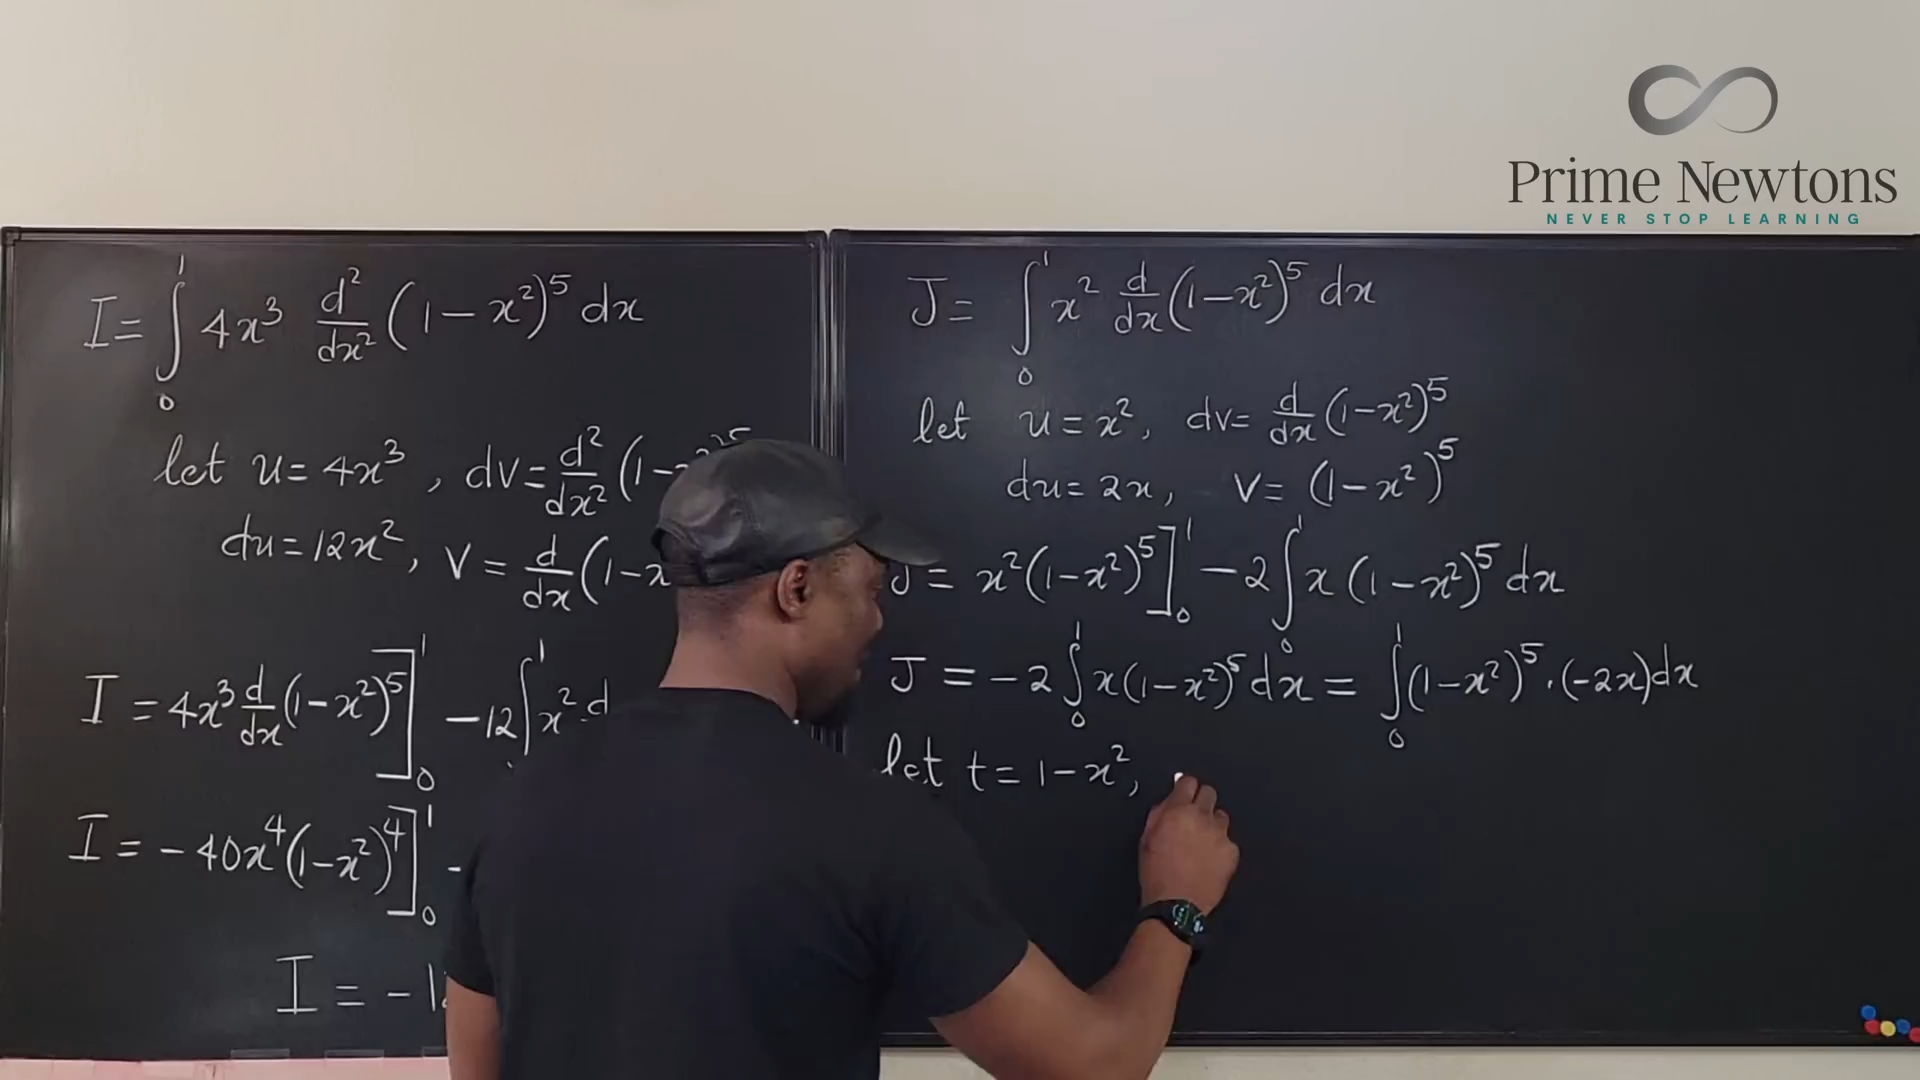 Prime Newtons
NEVER STOP LEARNING
I = ∫₀¹ 4x³ d²/dx² (1 − x²)⁵ dx
let u = 4x³ , dv = d²/dx² (1 −
du = 12x² , v = d/dx (1 − x
I = 4x³ d/dx (1 − x²)⁵ ]₀¹ − 12 ∫ ¹ x² d
I = − 40x⁴ (1 − x²)⁴ ]₀¹ −
I = − 1
J = ∫₀¹ x² d/dx (1 − x²)⁵ dx
let u = x², dv = d/dx (1 − x²)⁵
du = 2x, v = (1 − x²)⁵
J = x² (1 − x²)⁵ ]₀¹ − 2 ∫₀¹ x (1 − x²)⁵ dx
J = − 2 ∫₀¹ x (1 − x²)⁵ dx = ∫₀¹ (1 − x²)⁵ · (−2x) dx
let t = 1 − x²,